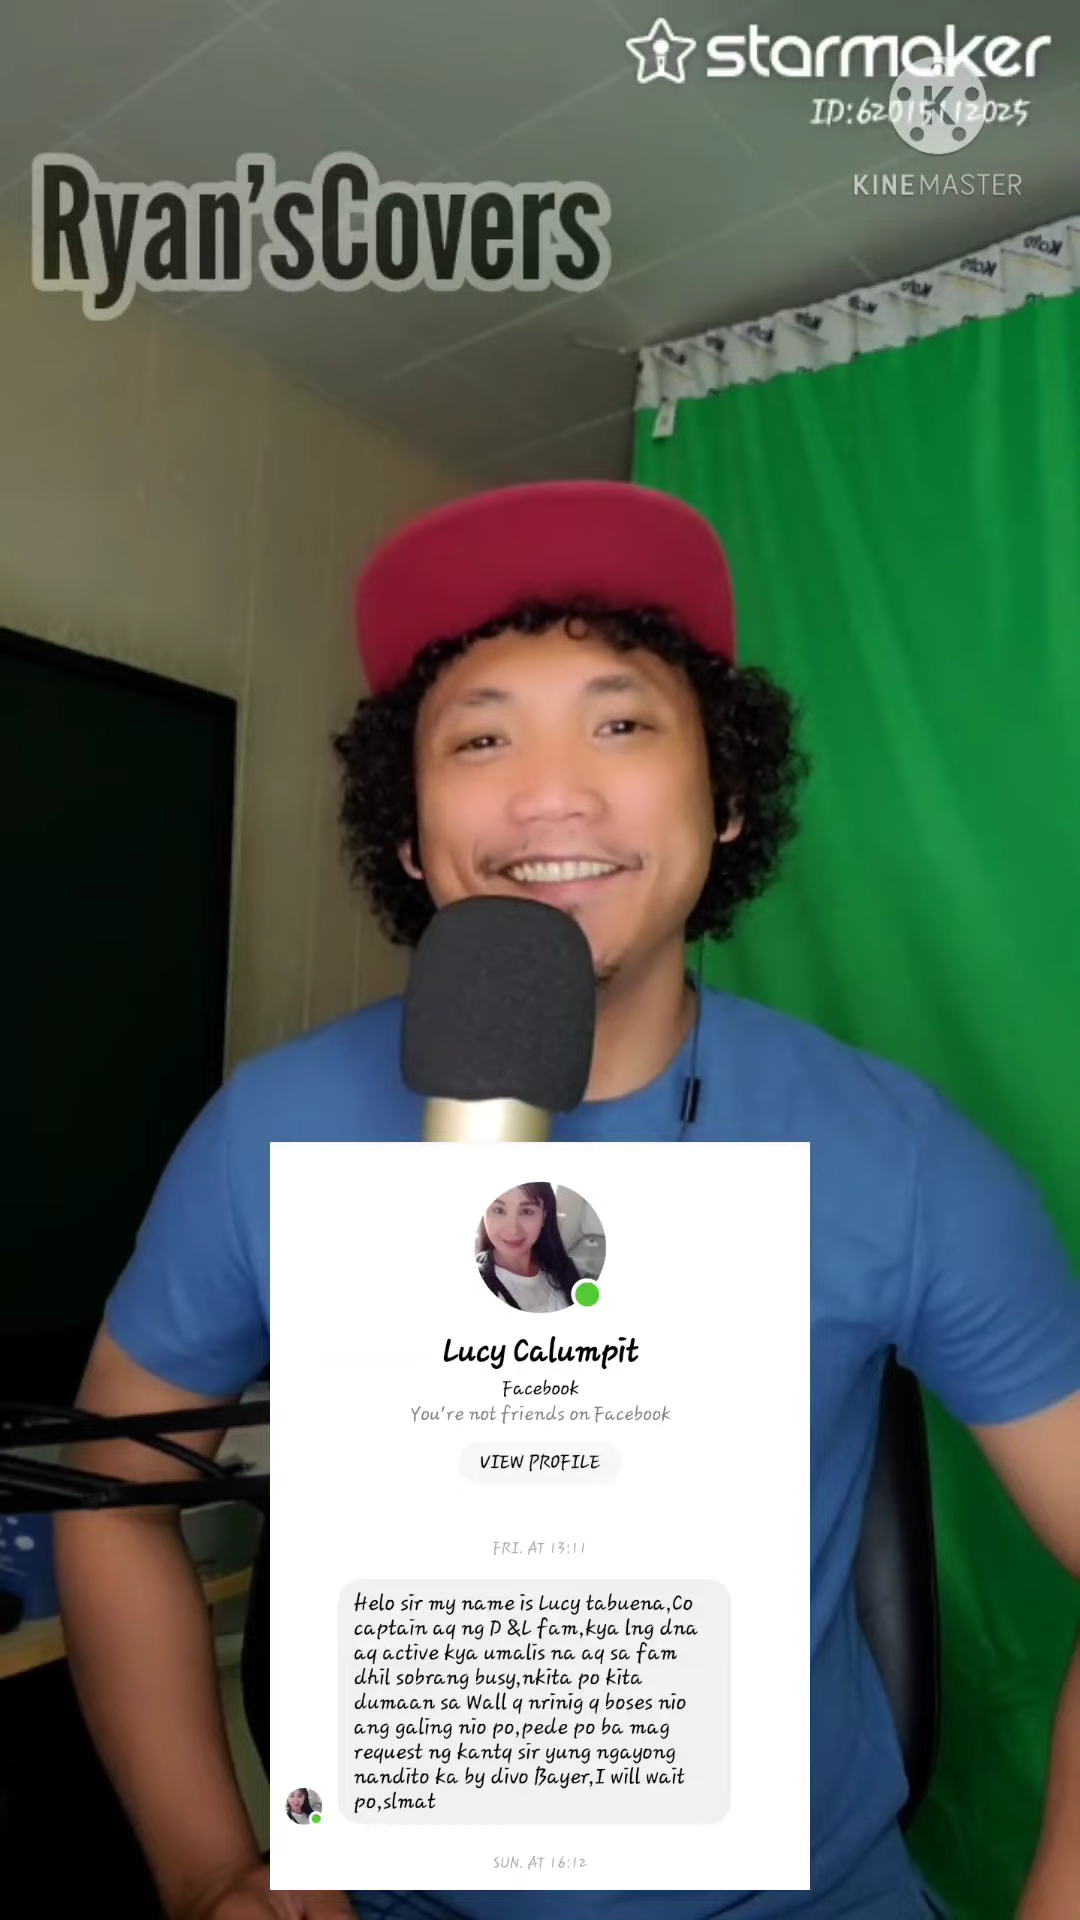 starmaker
ID:62015112025
KINEMASTER
Ryan'sCovers
Kolo
Lucy Calumpit
Facebook
You're not friends on Facebook
VIEW PROFILE
FRI. AT 13:11
Helo sir my name is Lucy tabuena,Co
captain aq ng D &L fam,kya lng dna
aq active kya umalis na aq sa fam
dhil sobrang busy,nkita po kita
dumaan sa Wall q nrinig q boses nio
ang galing nio po,pede po ba mag
request ng kantq sir yung ngayong
nandito ka by divo Bayer,I will wait
po,slmat
SUN. AT 16:12